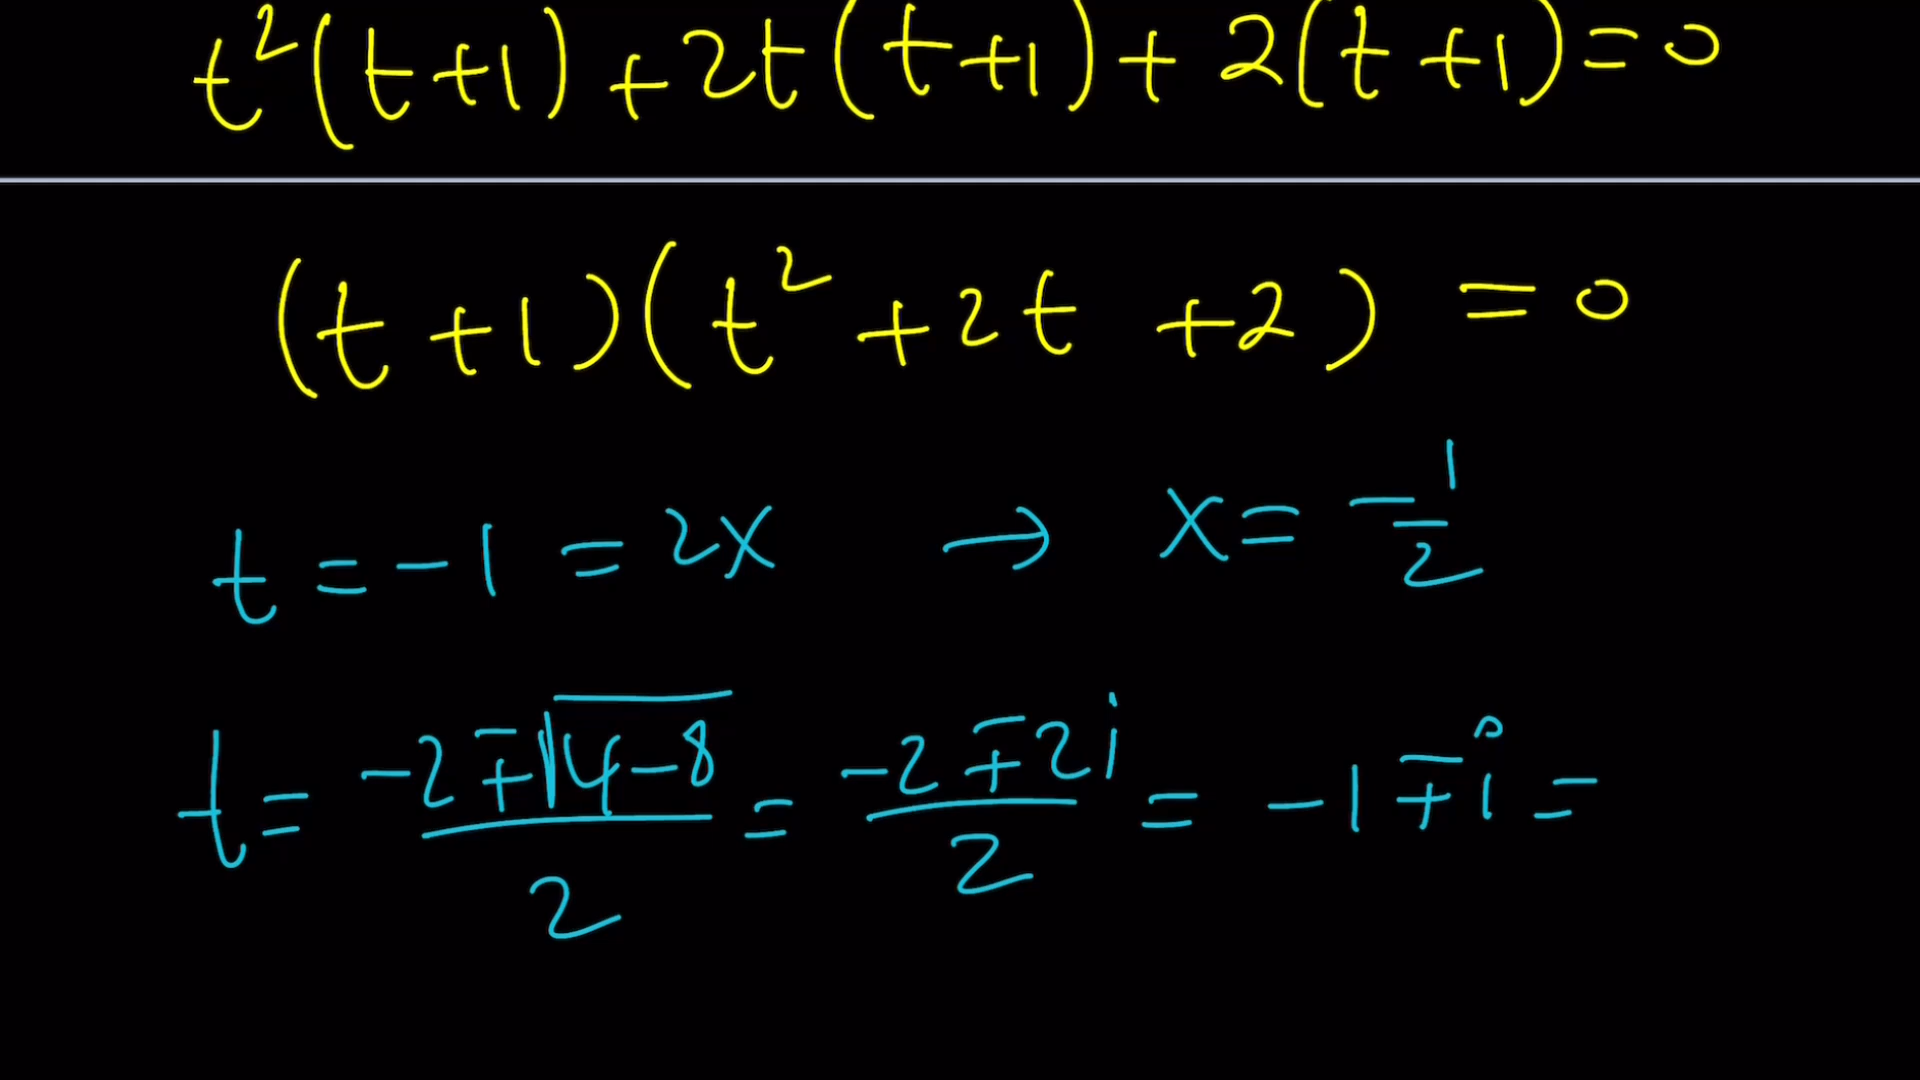 t²(t+1)+2t(t+1)+2(t+1)=0
(t+1)(t²+2t+2)=0
t=-1=2x → x=-1/2
t=(-2∓√(4-8))/2=(-2∓2i)/2=-1∓i=